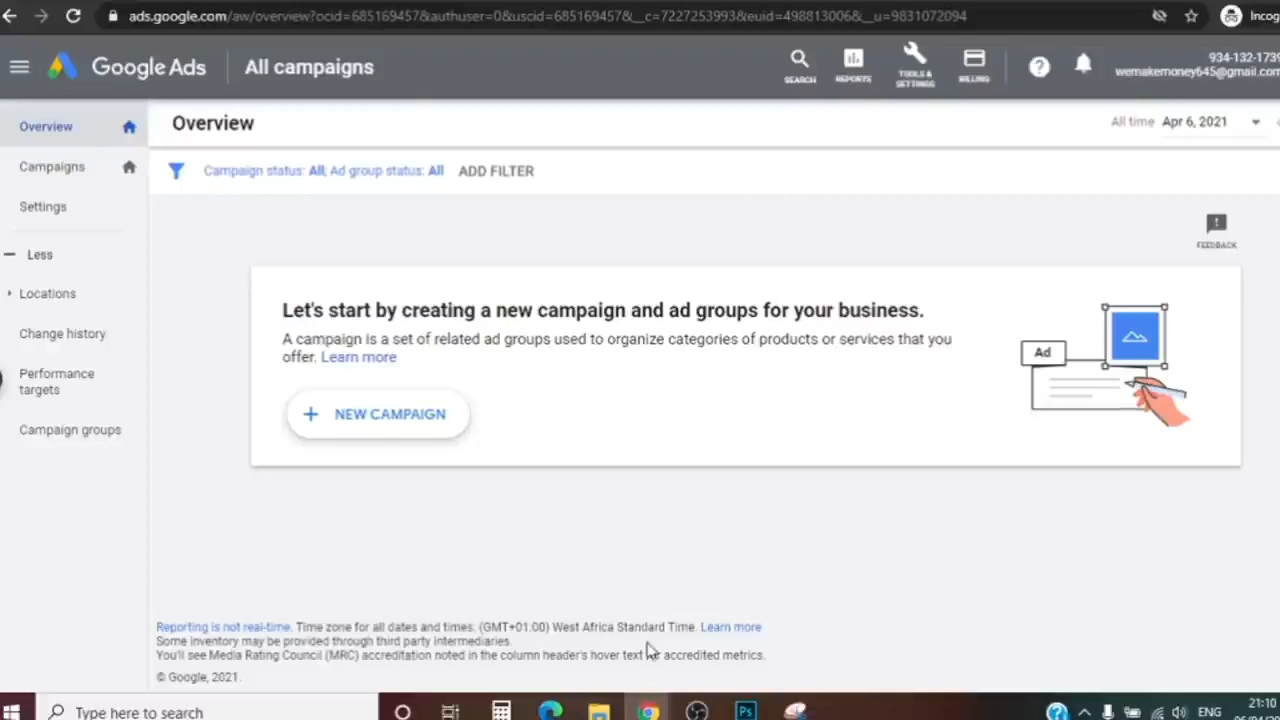 ads.google.com/aw/overview?ocid=685169457&authuser=0&uscid=685169457&__c=7227253993&euid=498813006&__u=9831072094
Incog
Google Ads
All campaigns
SEARCH
REPORTS
TOOLS &
SETTINGS
BILLING
934-132-1739
wemakemoney645@gmail.com
Overview
Campaigns
Settings
Less
Locations
Change history
Performance
targets
Campaign groups
Overview
All time Apr 6, 2021
Campaign status: All; Ad group status: All ADD FILTER
FEEDBACK
Let's start by creating a new campaign and ad groups for your business.
A campaign is a set of related ad groups used to organize categories of products or services that you
offer. Learn more
+ NEW CAMPAIGN
Ad
Reporting is not real-time. Time zone for all dates and times: (GMT+01:00) West Africa Standard Time. Learn more
Some inventory may be provided through third party intermediaries.
You'll see Media Rating Council (MRC) accreditation noted in the column header's hover text accredited metrics.
© Google, 2021.
Type here to search
Ps
ENG
21:10